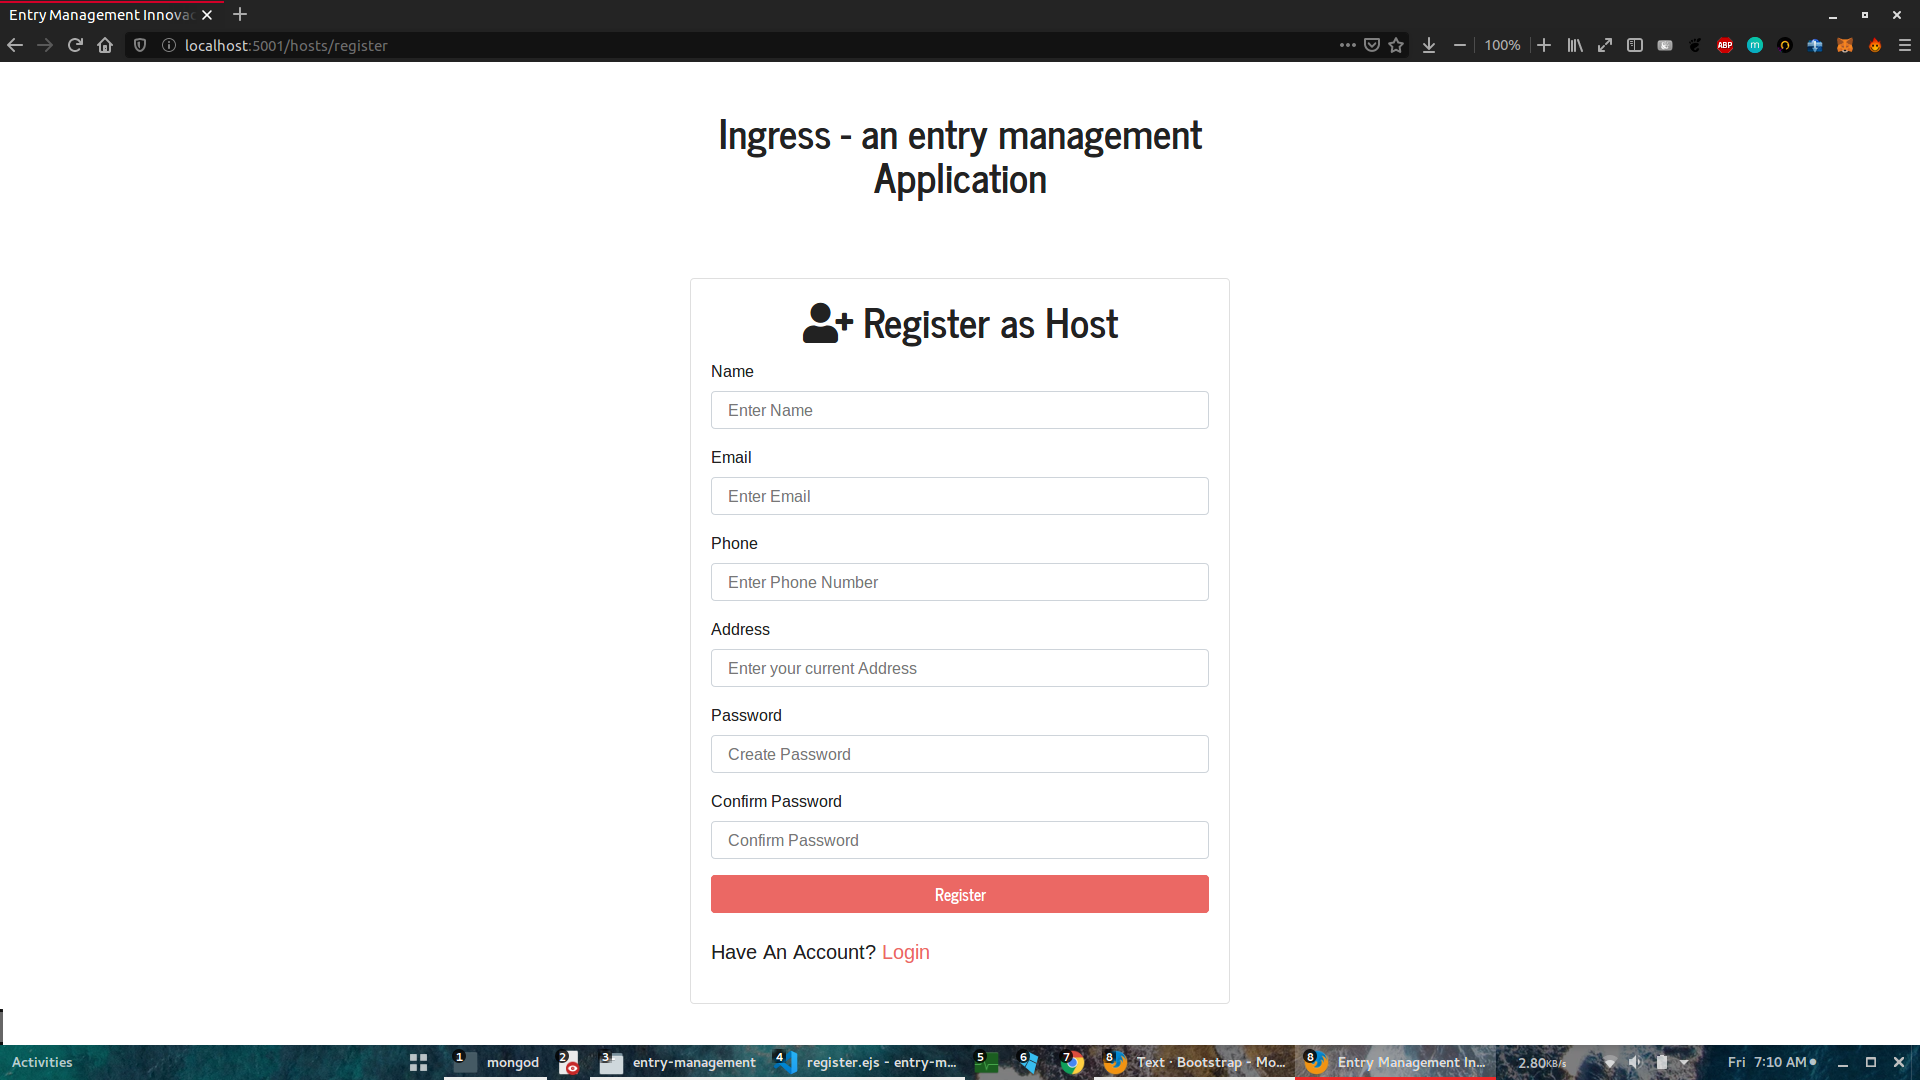 Entry Management Innovac
localhost:5001/hosts/register
100%
ABP
m
Ingress - an entry management
Application
Register as Host
Name
Enter Name
Email
Enter Email
Phone
Enter Phone Number
Address
Enter your current Address
Password
Create Password
Confirm Password
Confirm Password
Register
Have An Account? Login
Activities
1 mongod
2
3 entry-management
4 register.ejs - entry-m...
5
6
7
8 Text · Bootstrap - Mo...
8 Entry Management In...
2.80KB/s
Fri 7:10 AM